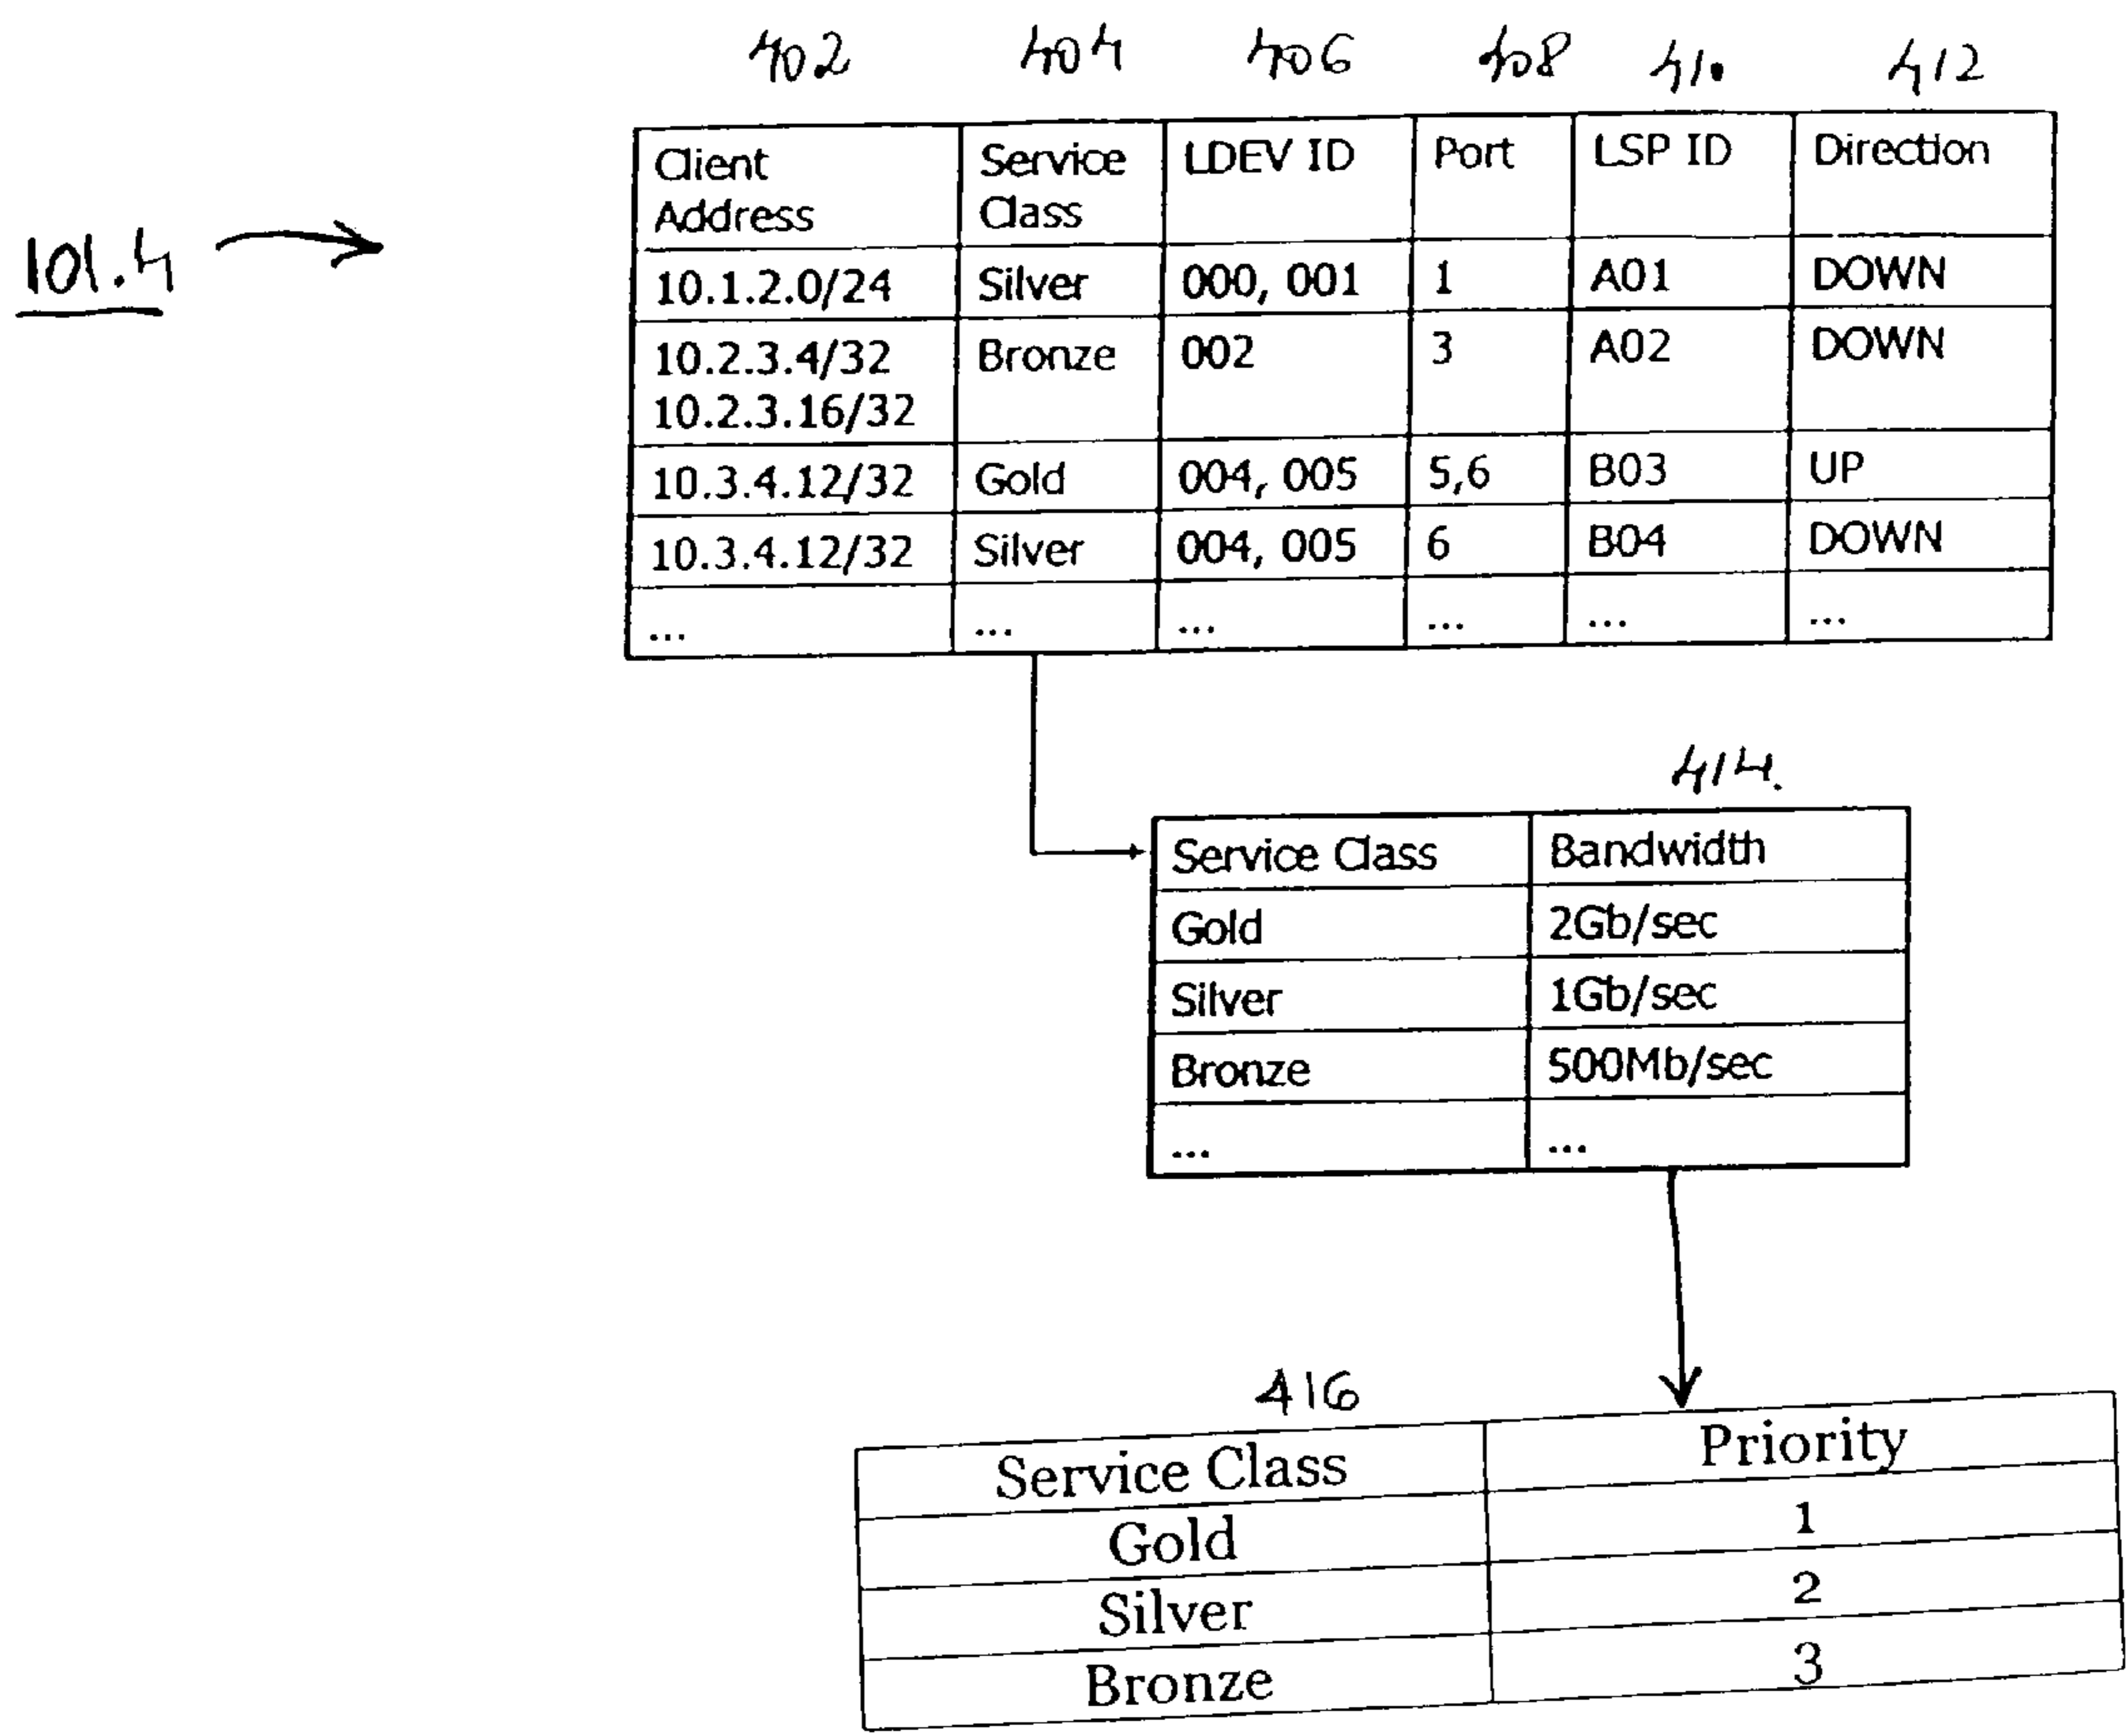 402 404 406 408 410 412
101.4
Client Address Service Class LDEV ID Port LSP ID Direction
10.1.2.0/24 Silver 000, 001 1 A01 DOWN
10.2.3.4/32 Bronze 002 3 A02 DOWN
10.2.3.16/32
10.3.4.12/32 Gold 004, 005 5,6 B03 UP
10.3.4.12/32 Silver 004, 005 6 B04 DOWN
... ... ... ... ... ...
414.
Service Class Bandwidth
Gold 2Gb/sec
Silver 1Gb/sec
Bronze 500Mb/sec
... ...
416
Service Class Priority
Gold 1
Silver 2
Bronze 3